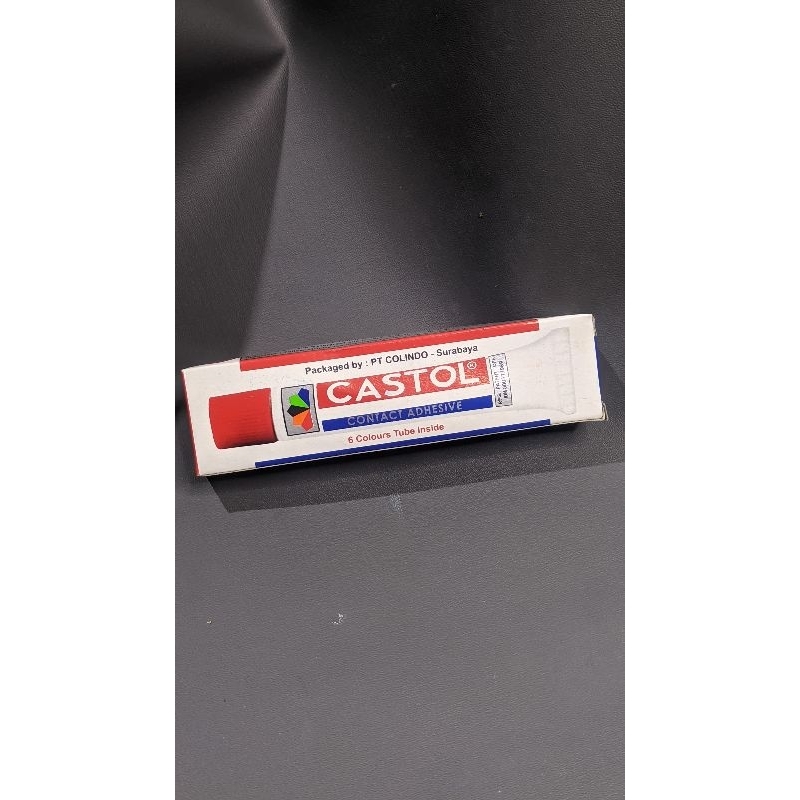 Packaged by : PT COLINDO - Surabaya
CASTOL®
CONTACT ADHESIVE
6 Colours Tube Inside